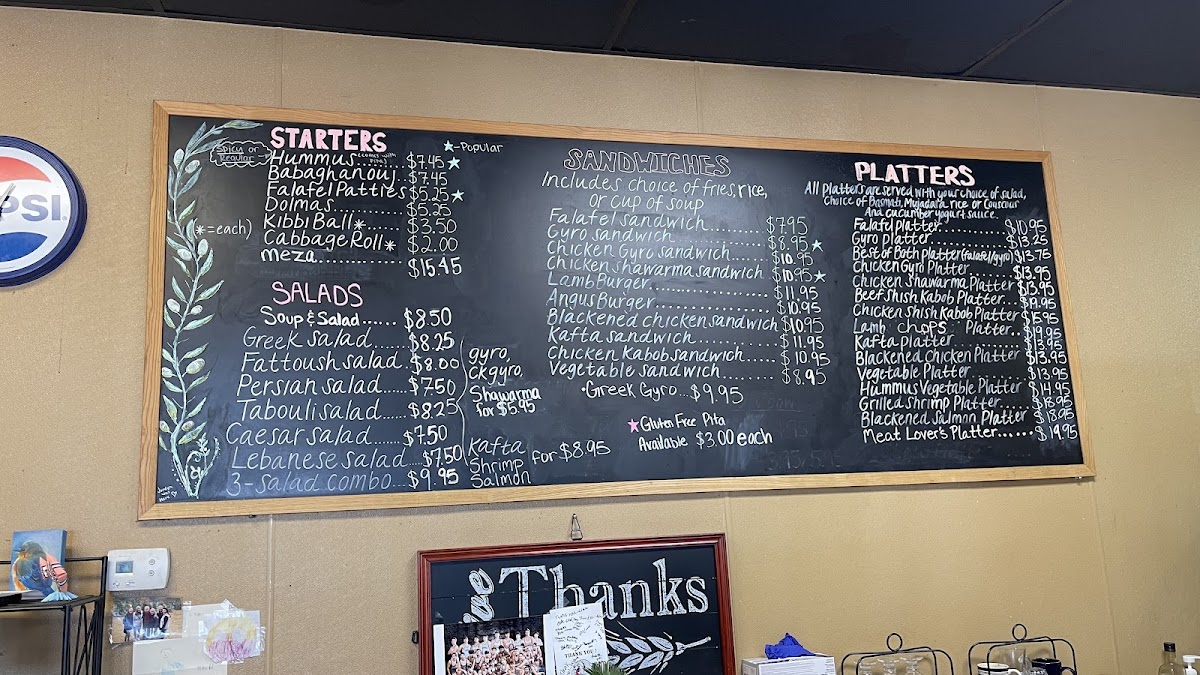 PSI
STARTERS
★-Popular
Spicy or Regular
Hummus (comes with pita) $7.45 ★
Babaghanouj.. $7.45
Falafel Patties $5.25 ★
Dolmas.......... $5.25
*=each)
Kibbi Ball*... $3.50
Cabbage Roll* $2.00
meza............. $15.45
SALADS
Soup & Salad...... $8.50
Greek salad..... $8.25
Fattoush salad.. $8.00
Persian salad.... $7.50
Tabouli salad.... $8.25
Caesar salad....... $7.50
Lebanese salad.... $7.50
3-salad combo... $9.95
gyro,
CK gyro,
Shawarma
for $5.95
Kafta
Shrimp for $8.95
Salmon
SANDWICHES
Includes choice of fries, rice,
or cup of soup
Falafel sandwich.......... $7.95
Gyro sandwich............ $8.95 ★
Chicken Gyro sandwich..... $10.95
Chicken shawarma sandwich $10.95 ★
Lamb Burger............... $11.95
Angus Burger.............. $10.95
Blackened chicken sandwich $10.95
Kafta sandwich........... $11.95
Chicken Kabob sandwich.... $10.95
Vegetable sandwich....... $8.95
•Greek Gyro... $9.95
★Gluten Free Pita
Available $3.00 each
PLATTERS
All platters are served with your choice of salad,
Choice of Basmati, Mujadara rice or Couscous
And cucumber yogurt sauce.
Falafel platter.......... $10.95
Gyro platter............. $13.25
Best of Both platter (falafel/gyro) $13.75
Chicken Gyro Platter....... $13.95
Chicken Shawarma Platter $13.95
Beef Shish Kabob Platter... $19.95
Chicken Shish Kabob Platter $15.95
Lamb chops Platter.. $19.95
Kafta platter........... $13.95
Blackened Chicken Platter $13.95
Vegetable Platter.......... $13.95
Hummus Vegetable Platter $14.95
Grilled Shrimp Platter.... $18.95
Blackened Salmon Platter $18.95
Meat Lover's Platter...... $19.95
Thanks
THANK YOU!